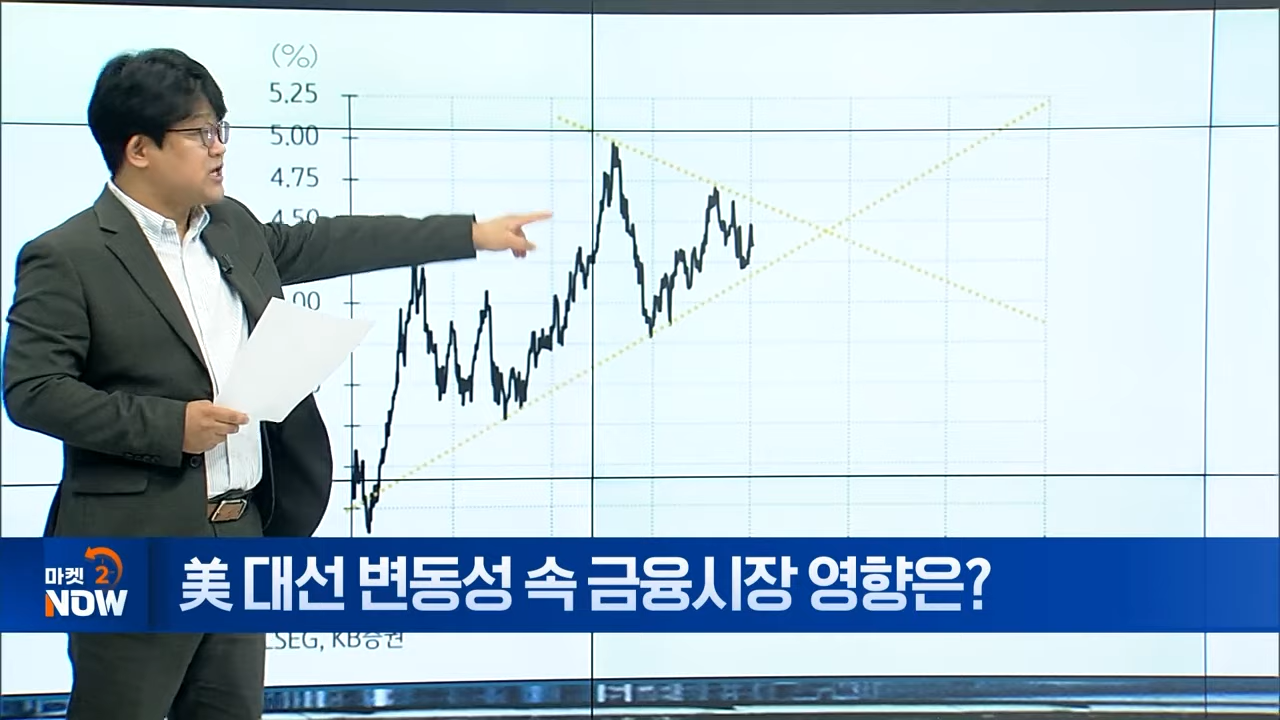 (%)
5.25
5.00
4.75
4.50
.00
마켓 2
NOW
美 대선 변동성 속 금융시장 영향은?
LSEG, KB증권